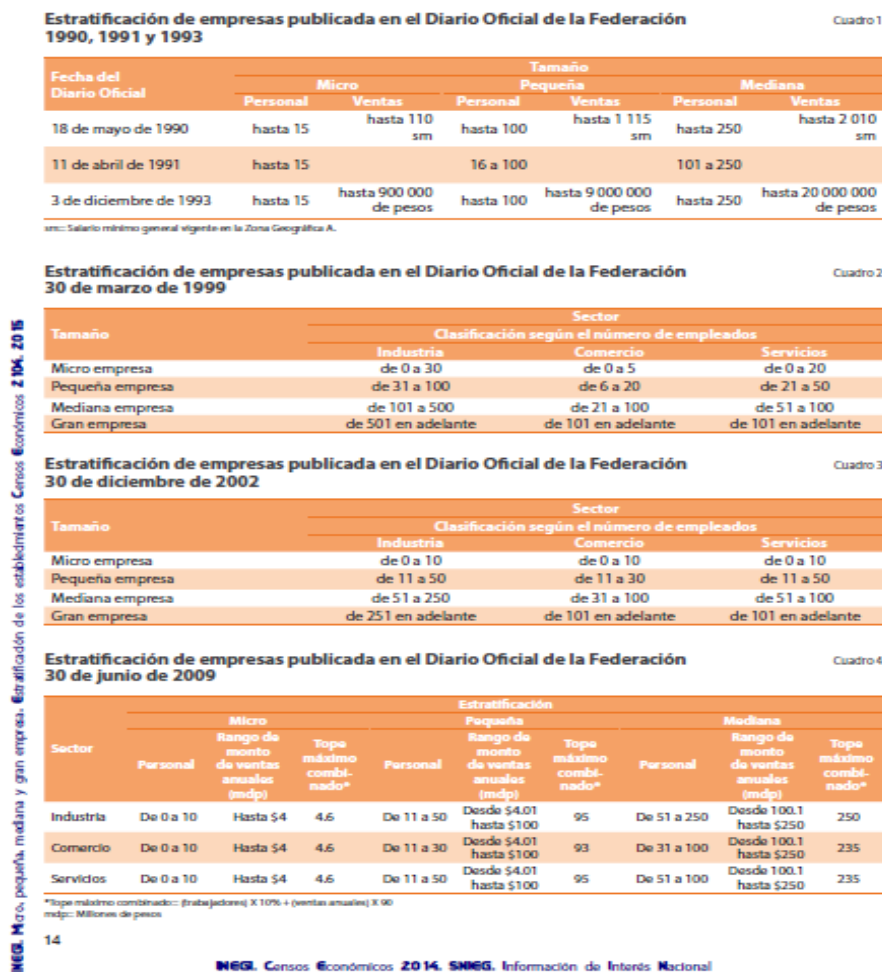 Estratificación de empresas publicada en el Diario Oficial de la Federación Cuadro 1
1990, 1991 y 1993
Fecha del Diario Oficial Tamaño
Micro Pequeña Mediana
Personal Ventas Personal Ventas Personal Ventas
18 de mayo de 1990 hasta 15 hasta 110 sm hasta 100 hasta 1 115 sm hasta 250 hasta 2 010 sm
11 de abril de 1991 hasta 15 16 a 100 101 a 250
3 de diciembre de 1993 hasta 15 hasta 900 000 de pesos hasta 100 hasta 9 000 000 de pesos hasta 250 hasta 20 000 000 de pesos
sm:: Salario mínimo general vigente en la Zona Geográfica A.
Estratificación de empresas publicada en el Diario Oficial de la Federación Cuadro 2
30 de marzo de 1999
Tamaño Sector
Clasificación según el número de empleados
Industria Comercio Servicios
Micro empresa de 0 a 30 de 0 a 5 de 0 a 20
Pequeña empresa de 31 a 100 de 6 a 20 de 21 a 50
Mediana empresa de 101 a 500 de 21 a 100 de 51 a 100
Gran empresa de 501 en adelante de 101 en adelante de 101 en adelante
Estratificación de empresas publicada en el Diario Oficial de la Federación Cuadro 3
30 de diciembre de 2002
Tamaño Sector
Clasificación según el número de empleados
Industria Comercio Servicios
Micro empresa de 0 a 10 de 0 a 10 de 0 a 10
Pequeña empresa de 11 a 50 de 11 a 30 de 11 a 50
Mediana empresa de 51 a 250 de 31 a 100 de 51 a 100
Gran empresa de 251 en adelante de 101 en adelante de 101 en adelante
Estratificación de empresas publicada en el Diario Oficial de la Federación Cuadro 4
30 de junio de 2009
Sector Estratificación
Micro Pequeña Mediana
Personal Rango de monto de ventas anuales (mdp) Tope máximo combi-nado* Personal Rango de monto de ventas anuales (mdp) Tope máximo combi-nado* Personal Rango de monto de ventas anuales (mdp) Tope máximo combi-nado*
Industria De 0 a 10 Hasta $4 4.6 De 11 a 50 Desde $4.01 hasta $100 95 De 51 a 250 Desde 100.1 hasta $250 250
Comercio De 0 a 10 Hasta $4 4.6 De 11 a 30 Desde $4.01 hasta $100 93 De 31 a 100 Desde 100.1 hasta $250 235
Servicios De 0 a 10 Hasta $4 4.6 De 11 a 50 Desde $4.01 hasta $100 95 De 51 a 100 Desde 100.1 hasta $250 235
*Tope máximo combinado:: (trabajadores) X 10% + (ventas anuales) X 90
mdp:: Millones de pesos
14
INEGI. Censos Económicos 2014. SNIEG. Información de Interés Nacional
INEGI. Micro, pequeña, mediana y gran empresa. Estratificación de los establecimientos Censos Económicos 2104. 2015